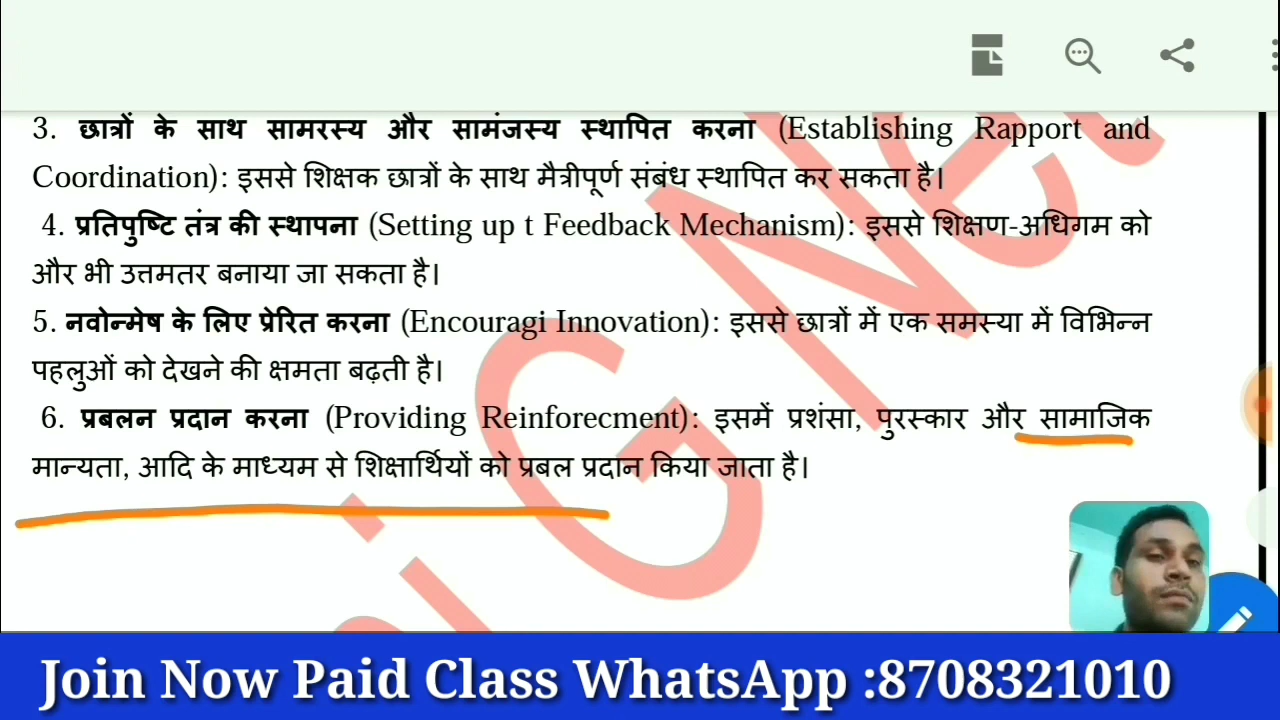 3. छात्रों के साथ सामरस्य और सामंजस्य स्थापित करना (Establishing Rapport and
Coordination): इससे शिक्षक छात्रों के साथ मैत्रीपूर्ण संबंध स्थापित कर सकता है।
4. प्रतिपुष्टि तंत्र की स्थापना (Setting up t Feedback Mechanism): इससे शिक्षण-अधिगम को
और भी उत्तमतर बनाया जा सकता है।
5. नवोन्मेष के लिए प्रेरित करना (Encouragi Innovation): इससे छात्रों में एक समस्या में विभिन्न
पहलुओं को देखने की क्षमता बढ़ती है।
6. प्रबलन प्रदान करना (Providing Reinforecment): इसमें प्रशंसा, पुरस्कार और सामाजिक
मान्यता, आदि के माध्यम से शिक्षार्थियों को प्रबल प्रदान किया जाता है।
Join Now Paid Class WhatsApp :8708321010